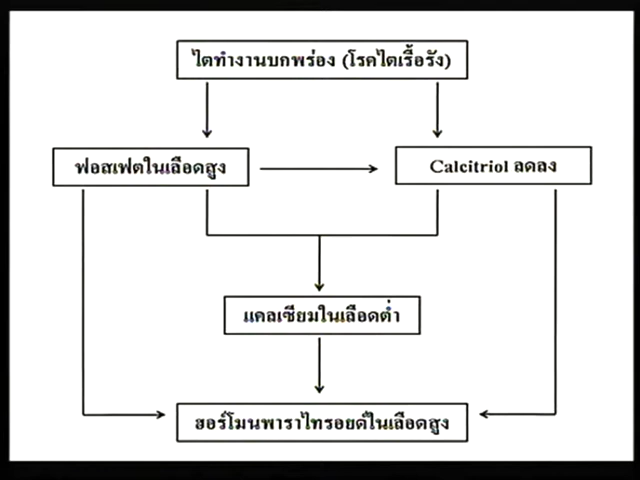 ไตทำงานบกพร่อง (โรคไตเรื้อรัง)
ฟอสเฟตในเลือดสูง
Calcitriol ลดลง
แคลเซียมในเลือดต่ำ
ฮอร์โมนพาราไทรอยด์ในเลือดสูง